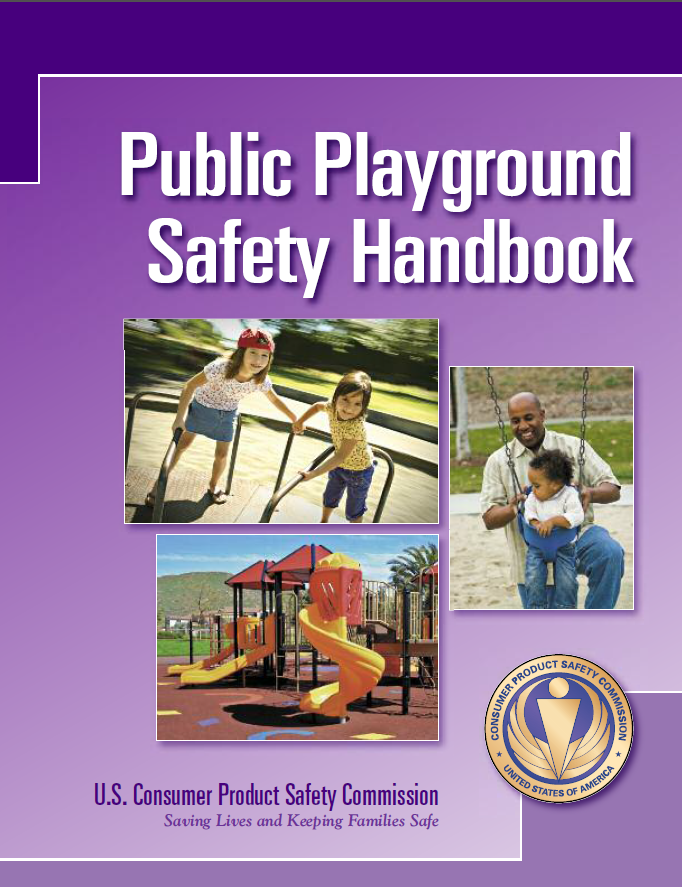 Public Playground
Safety Handbook
CONSUMER PRODUCT SAFETY COMMISSION
UNITED STATES OF AMERICA
U.S. Consumer Product Safety Commission
Saving Lives and Keeping Families Safe